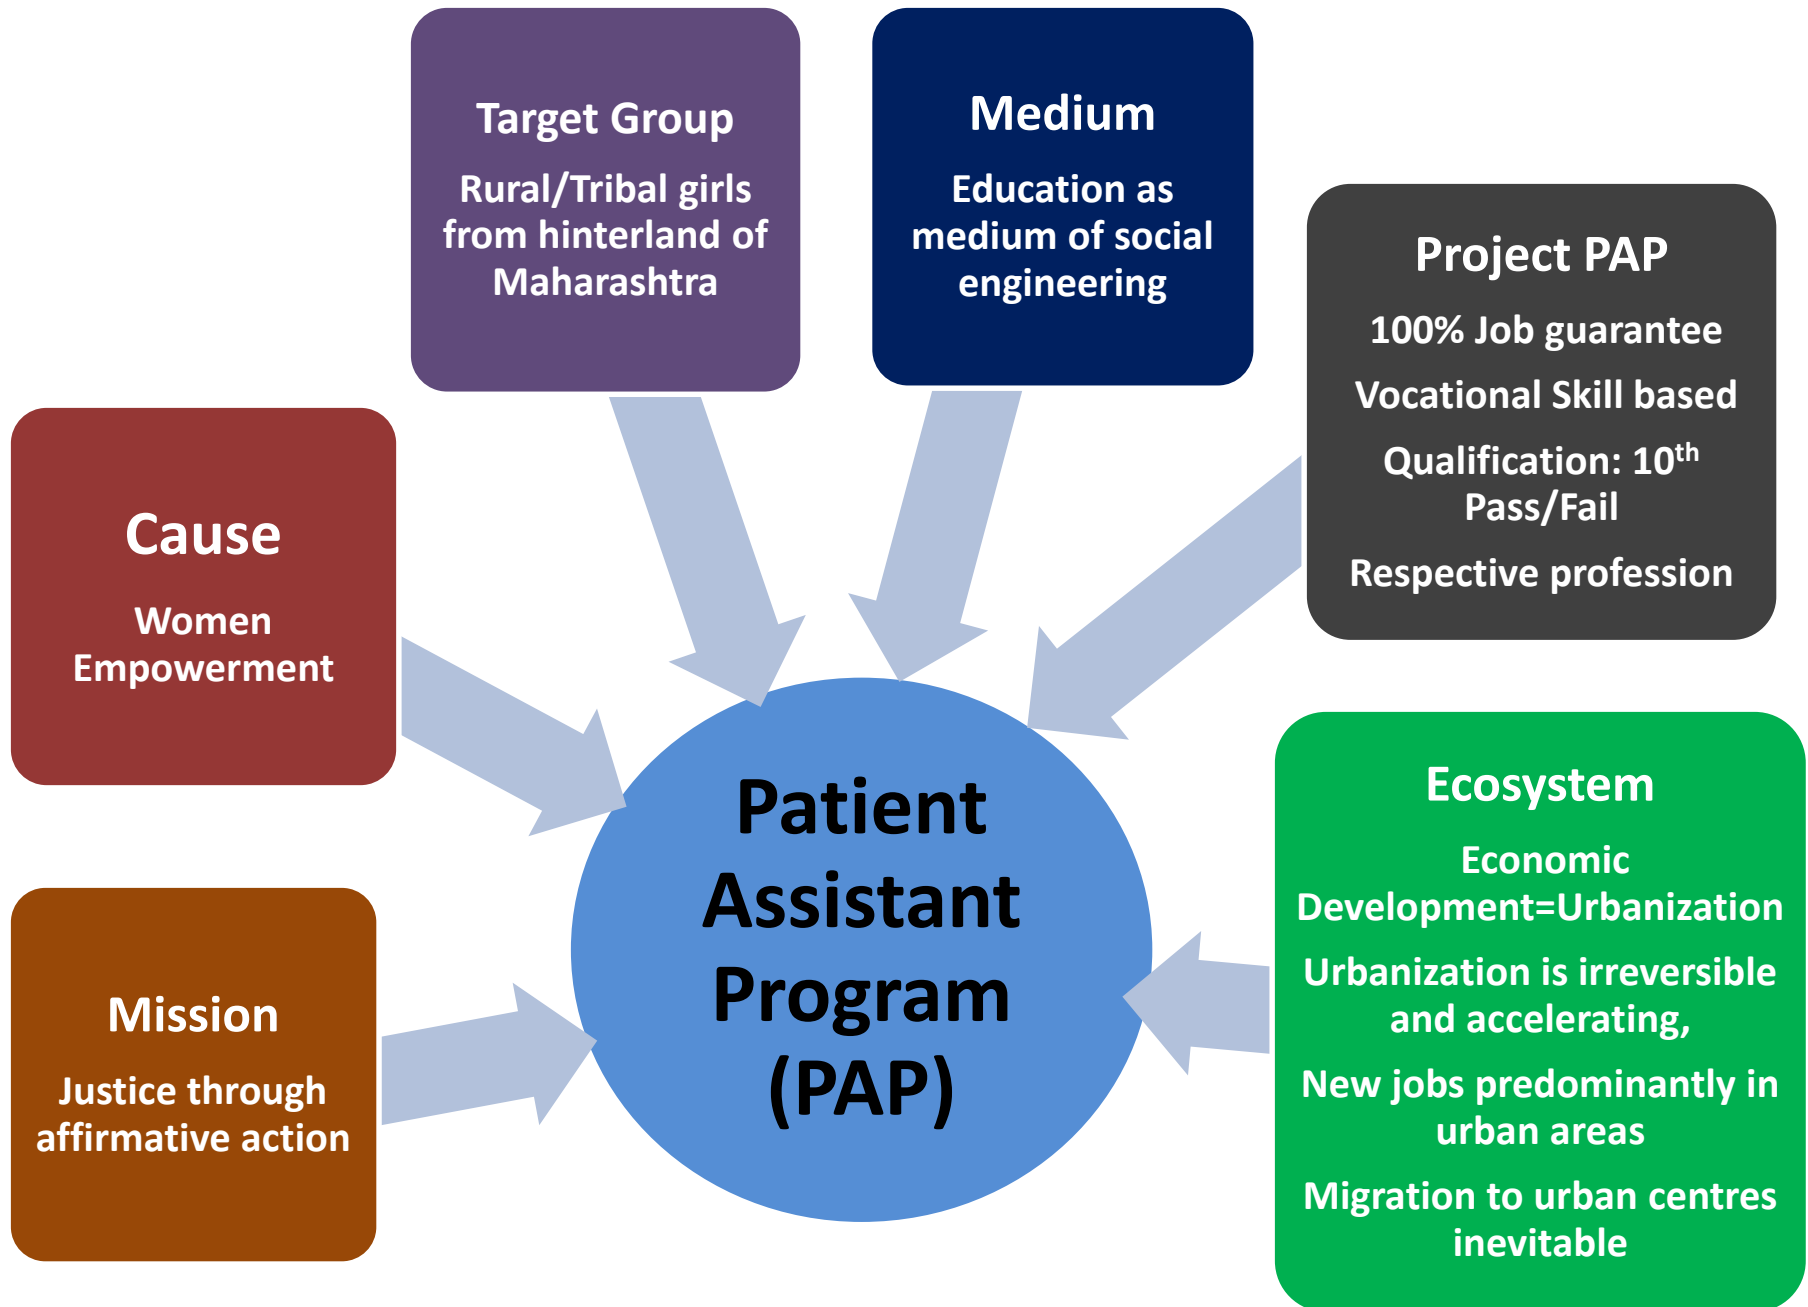 Target Group
Rural/Tribal girls
from hinterland of
Maharashtra
Medium
Education as
medium of social
engineering
Project PAP
100% Job guarantee
Vocational Skill based
Qualification: 10th
Pass/Fail
Respective profession
Cause
Women
Empowerment
Mission
Justice through
affirmative action
Patient
Assistant
Program
(PAP)
Ecosystem
Economic
Development=Urbanization
Urbanization is irreversible
and accelerating,
New jobs predominantly in
urban areas
Migration to urban centres
inevitable